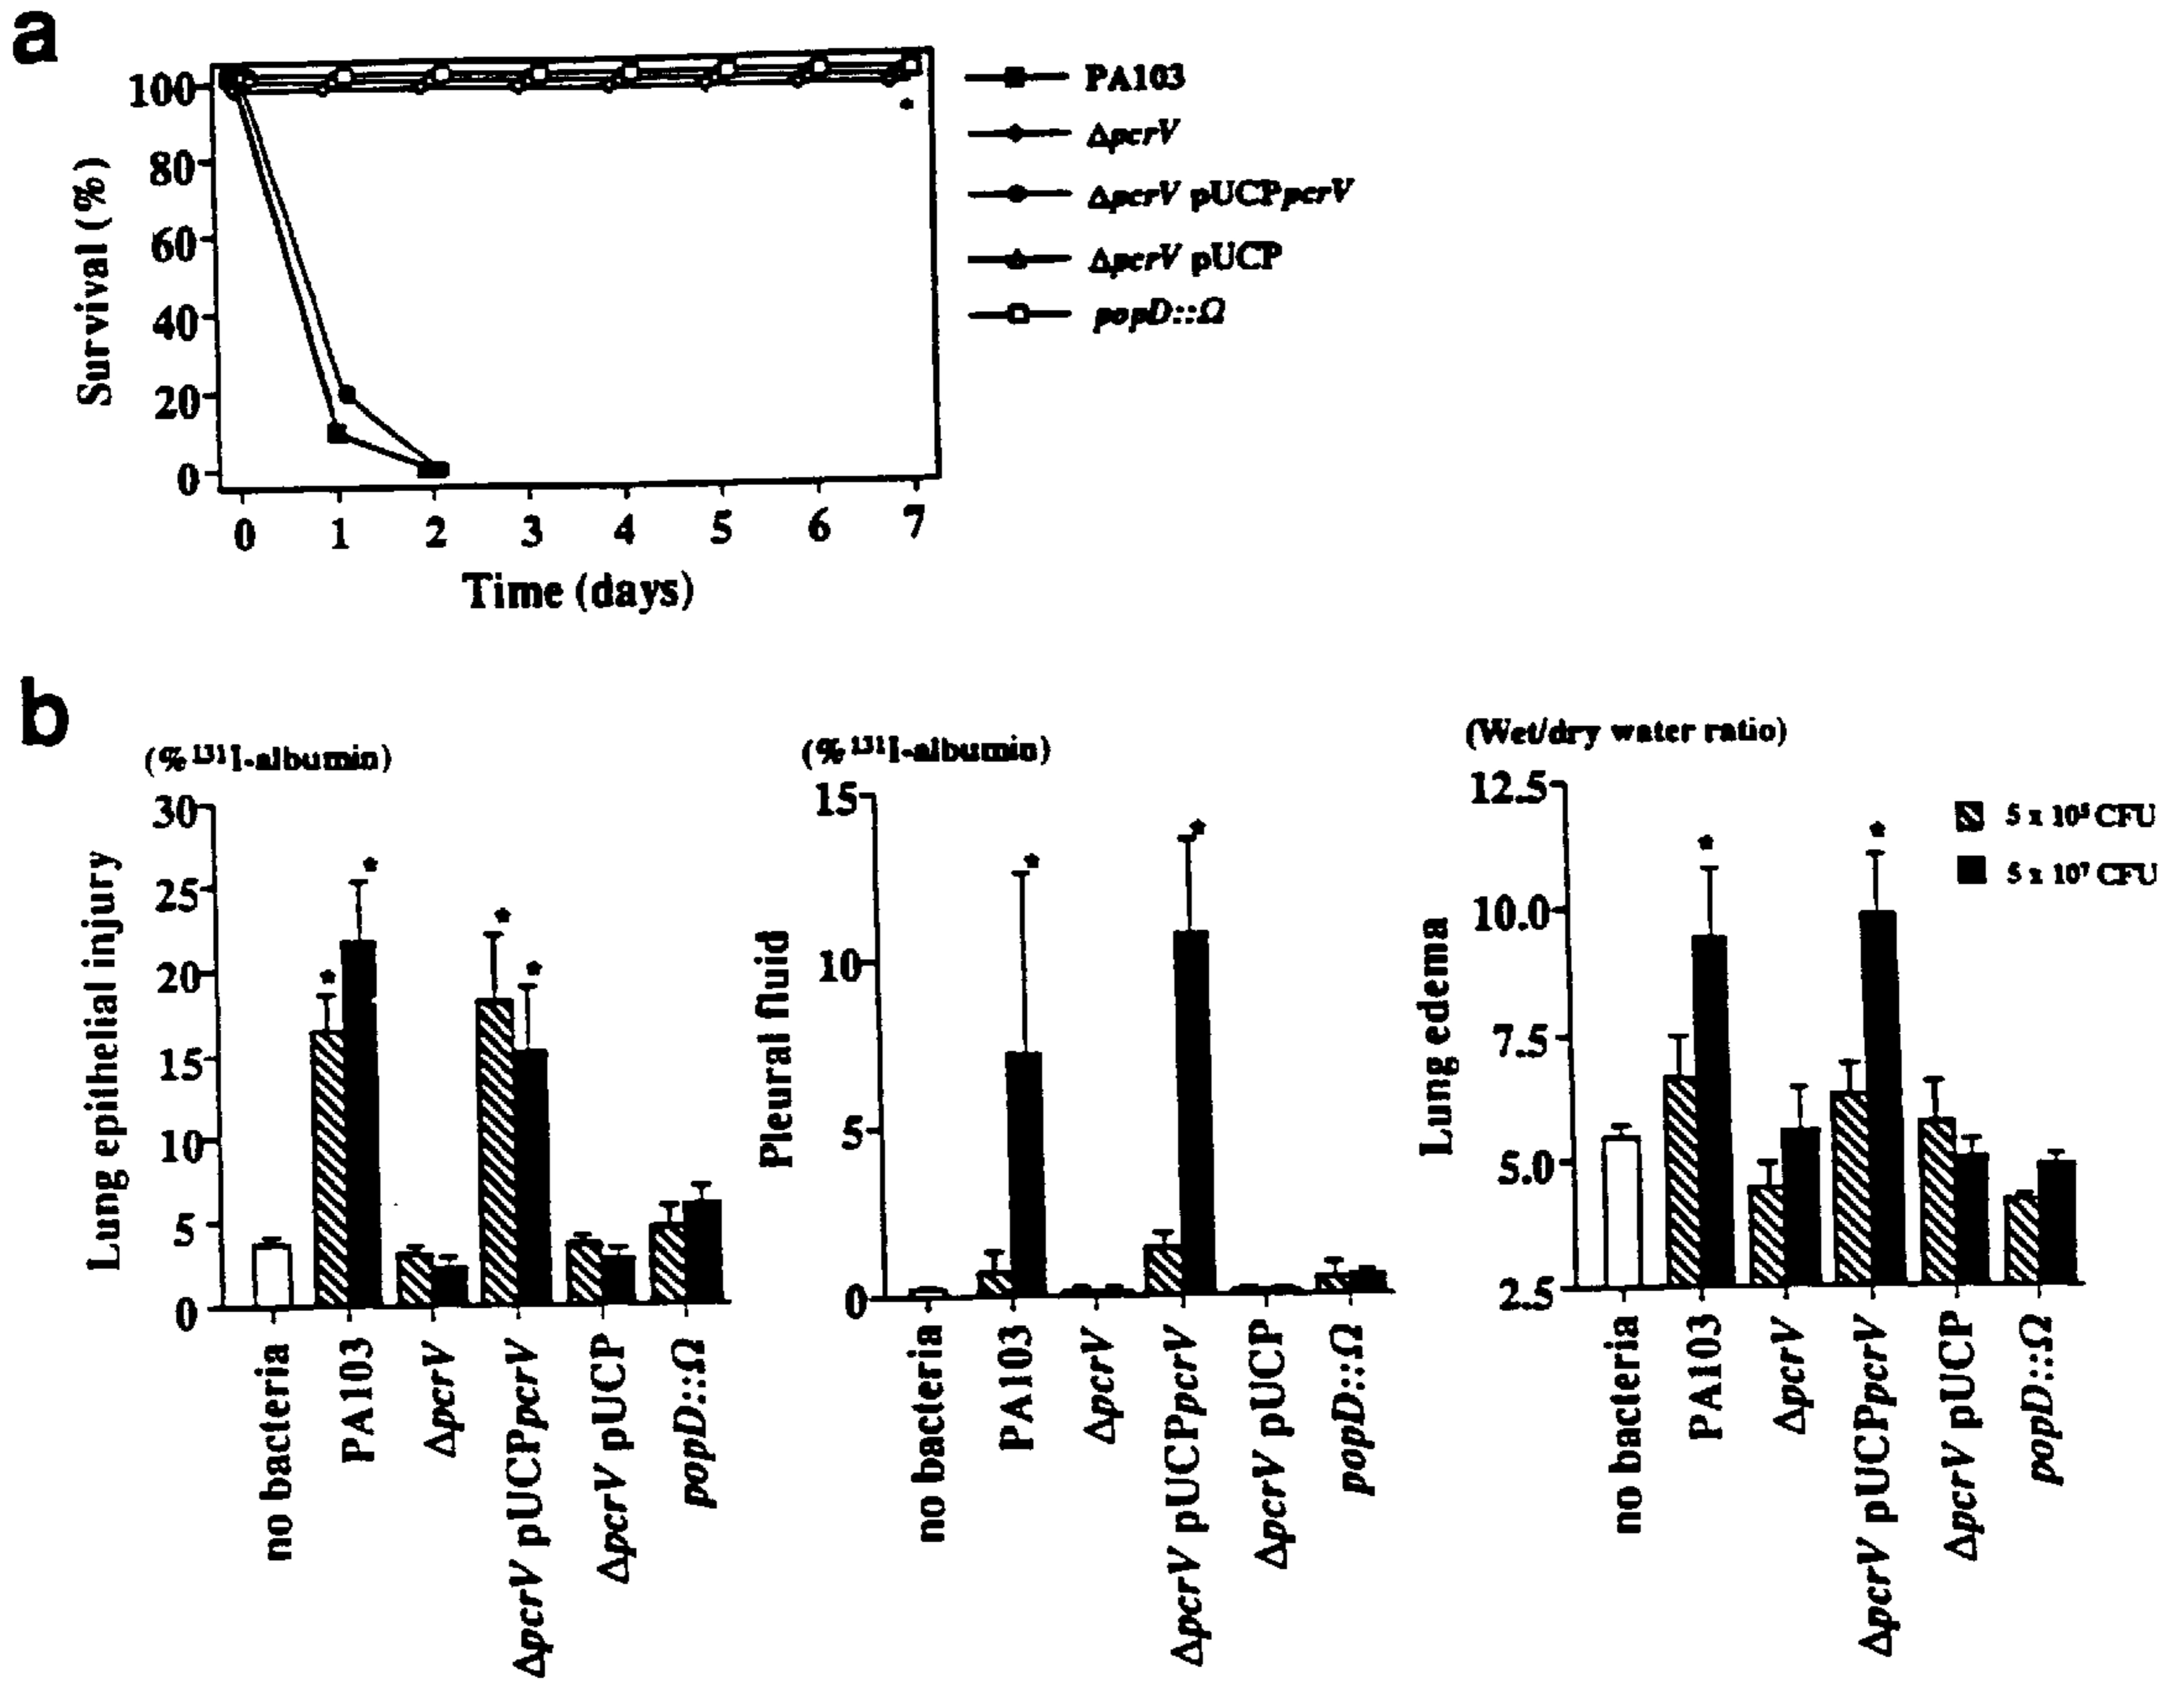 a
100
80
60
40
20
0
Survival (%)
0 1 2 3 4 5 6 7
Time (days)
PA103
ΔpcrV
ΔpcrV pUCPpcrV
ΔpcrV pUCP
popD::Ω
b
(% ¹³¹I-albumin)
30
25
20
15
10
5
0
Lung epithelial injury
* * * *
no bacteria
PA103
ΔpcrV
ΔpcrV pUCPpcrV
ΔpcrV pUCP
popD::Ω
(% ¹³¹I-albumin)
15
10
5
0
Pleural fluid
* *
no bacteria
PA103
ΔpcrV
ΔpcrV pUCPpcrV
ΔpcrV pUCP
popD::Ω
(Wet/dry water ratio)
12.5
10.0
7.5
5.0
2.5
Lung edema
* *
5 x 10⁵ CFU
5 x 10⁷ CFU
no bacteria
PA103
ΔpcrV
ΔpcrV pUCPpcrV
ΔpcrV pUCP
popD::Ω